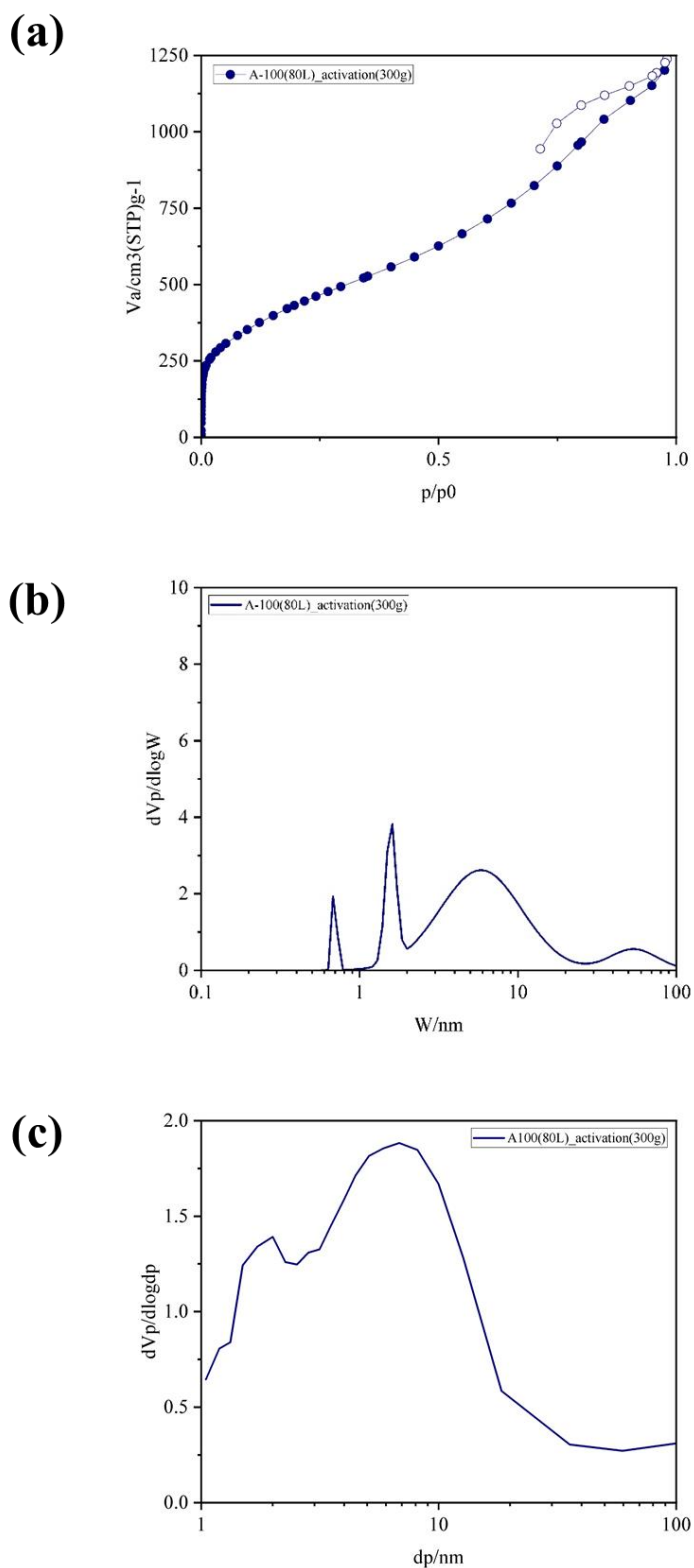 (a)
1250
1000
750
500
250
0
Va/cm3(STP)g-1
A-100(80L)_activation(300g)
0.0
0.5
1.0
p/p0
(b)
10
8
6
4
2
0
dVp/dlogW
A-100(80L)_activation(300g)
0.1
1
10
100
W/nm
(c)
2.0
1.5
1.0
0.5
0.0
dVp/dlogdp
A100(80L)_activation(300g)
1
10
100
dp/nm